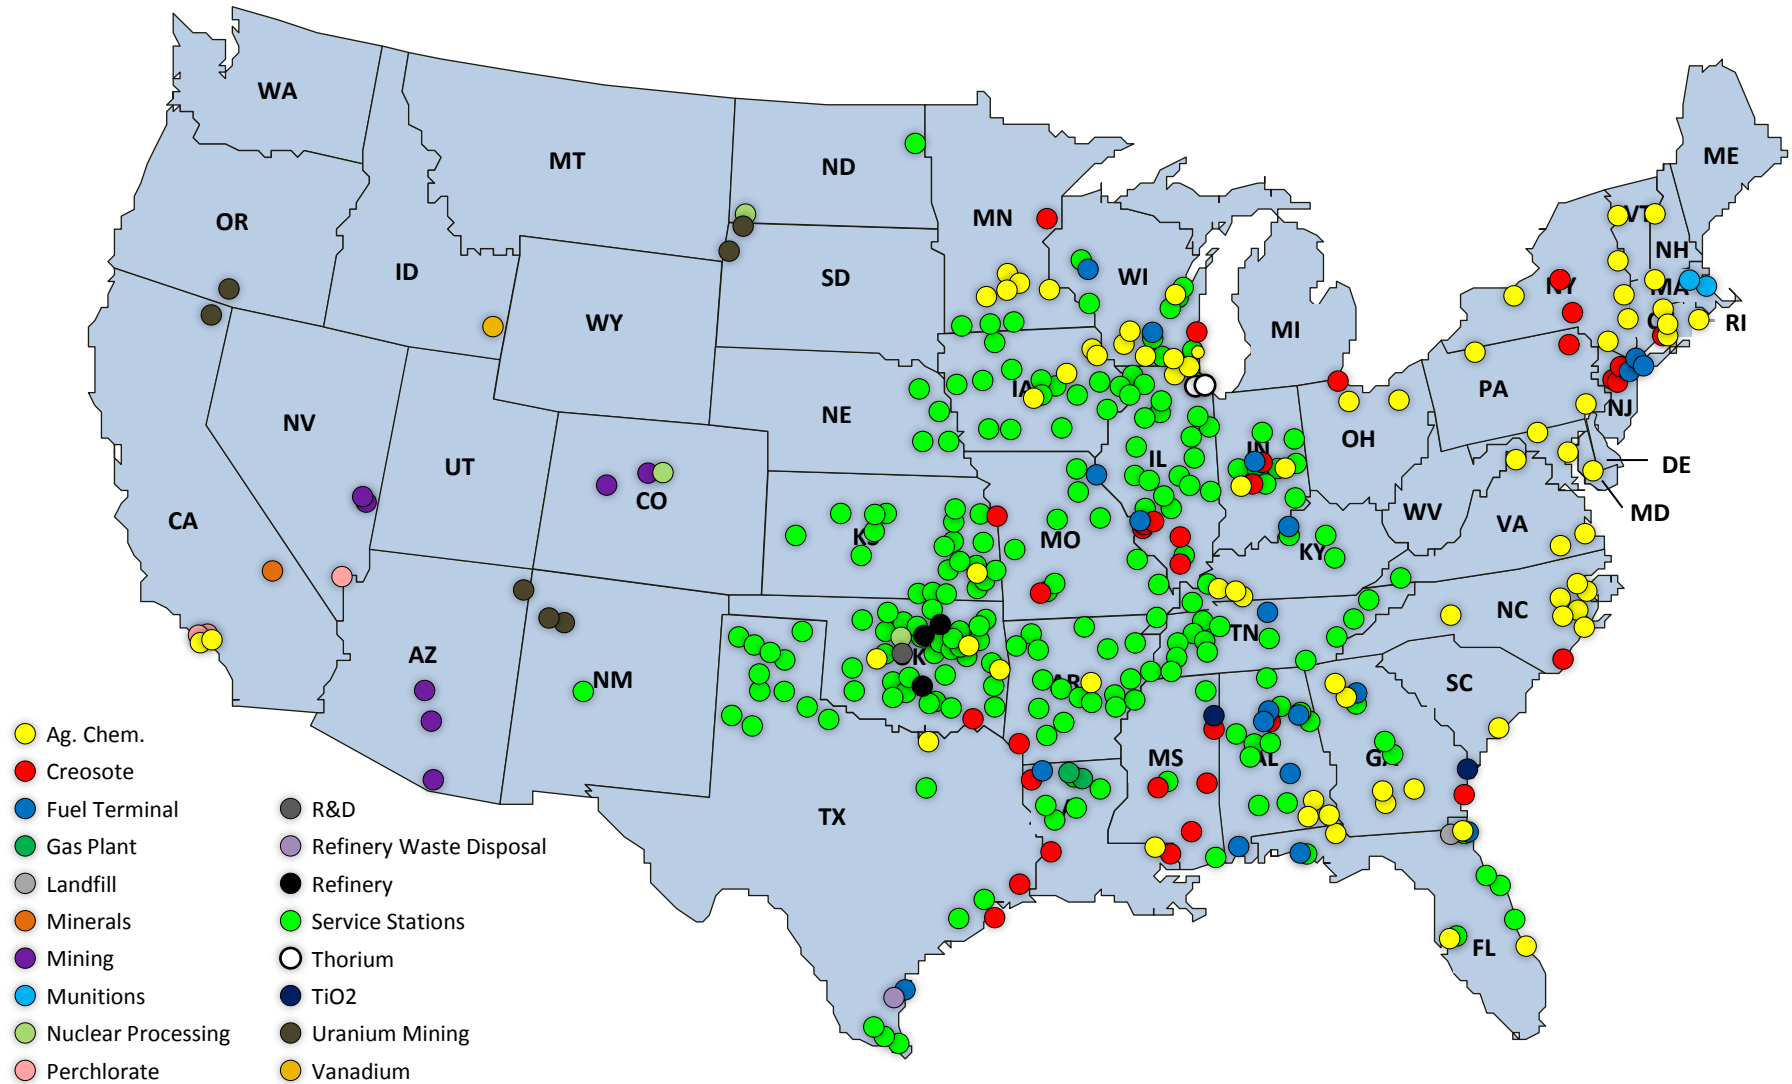 WA
MT
ND
MN
ME
OR
ID
SD
WI
VT
NH
NY
MA
RI
WY
MI
NV
NE
IA
PA
NJ
UT
CO
IL
IN
OH
DE
CA
KS
MO
KY
WV
VA
MD
AZ
NM
K
AR
TN
NC
SC
TX
MS
AL
GA
FL
Ag. Chem.
Creosote
Fuel Terminal
Gas Plant
Landfill
Minerals
Mining
Munitions
Nuclear Processing
Perchlorate
R&D
Refinery Waste Disposal
Refinery
Service Stations
Thorium
TiO2
Uranium Mining
Vanadium